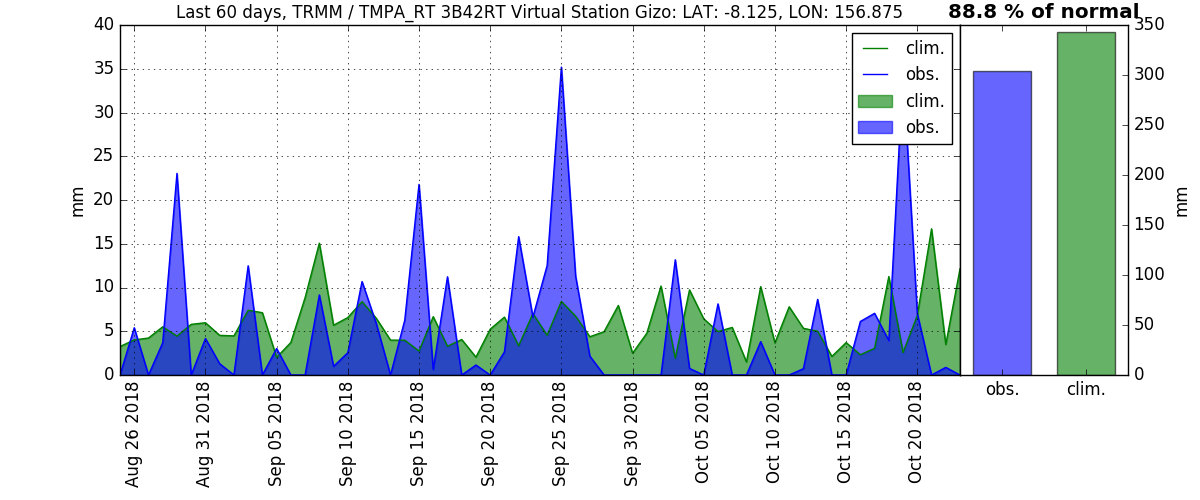 Last 60 days, TRMM / TMPA_RT 3B42RT Virtual Station Gizo: LAT: -8.125, LON: 156.875
88.8 % of normal
40
35
30
25
20
15
10
5
0
mm
clim.
obs.
clim.
obs.
350
300
250
200
150
100
50
0
mm
Aug 26 2018
Aug 31 2018
Sep 05 2018
Sep 10 2018
Sep 15 2018
Sep 20 2018
Sep 25 2018
Sep 30 2018
Oct 05 2018
Oct 10 2018
Oct 15 2018
Oct 20 2018
obs.
clim.